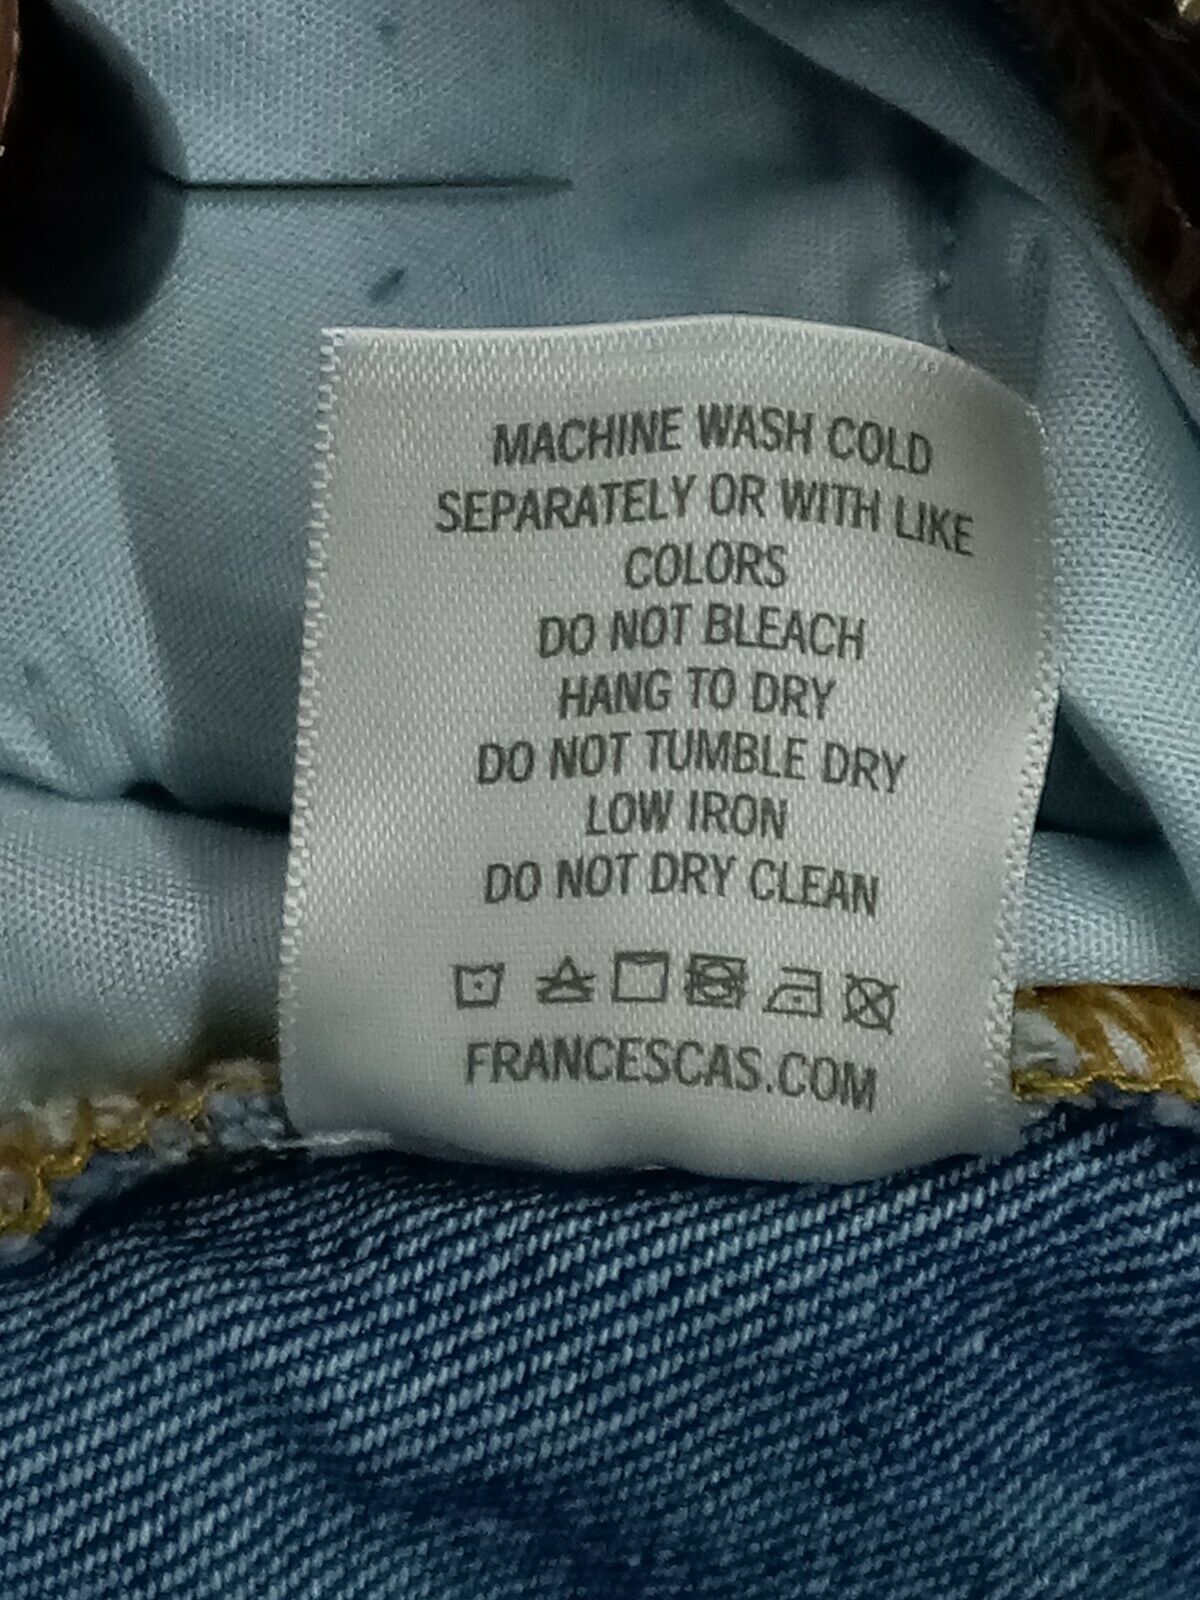 MACHINE WASH COLD
SEPARATELY OR WITH LIKE
COLORS
DO NOT BLEACH
HANG TO DRY
DO NOT TUMBLE DRY
LOW IRON
DO NOT DRY CLEAN
FRANCESCAS.COM